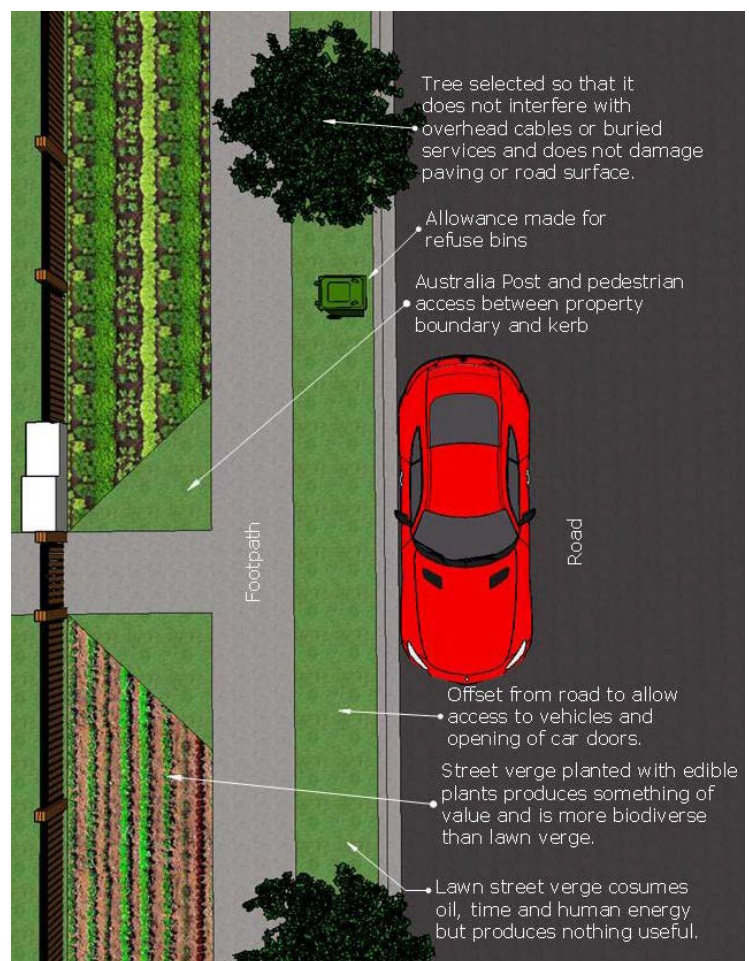 Tree selected so that it
does not interfere with
overhead cables or buried
services and does not damage
paving or road surface.
Allowance made for
refuse bins
Australia Post and pedestrian
access between property
boundary and kerb
Footpath
Road
Offset from road to allow
access to vehicles and
opening of car doors.
Street verge planted with edible
plants produces something of
value and is more biodiverse
than lawn verge.
Lawn street verge cosumes
oil, time and human energy
but produces nothing useful.